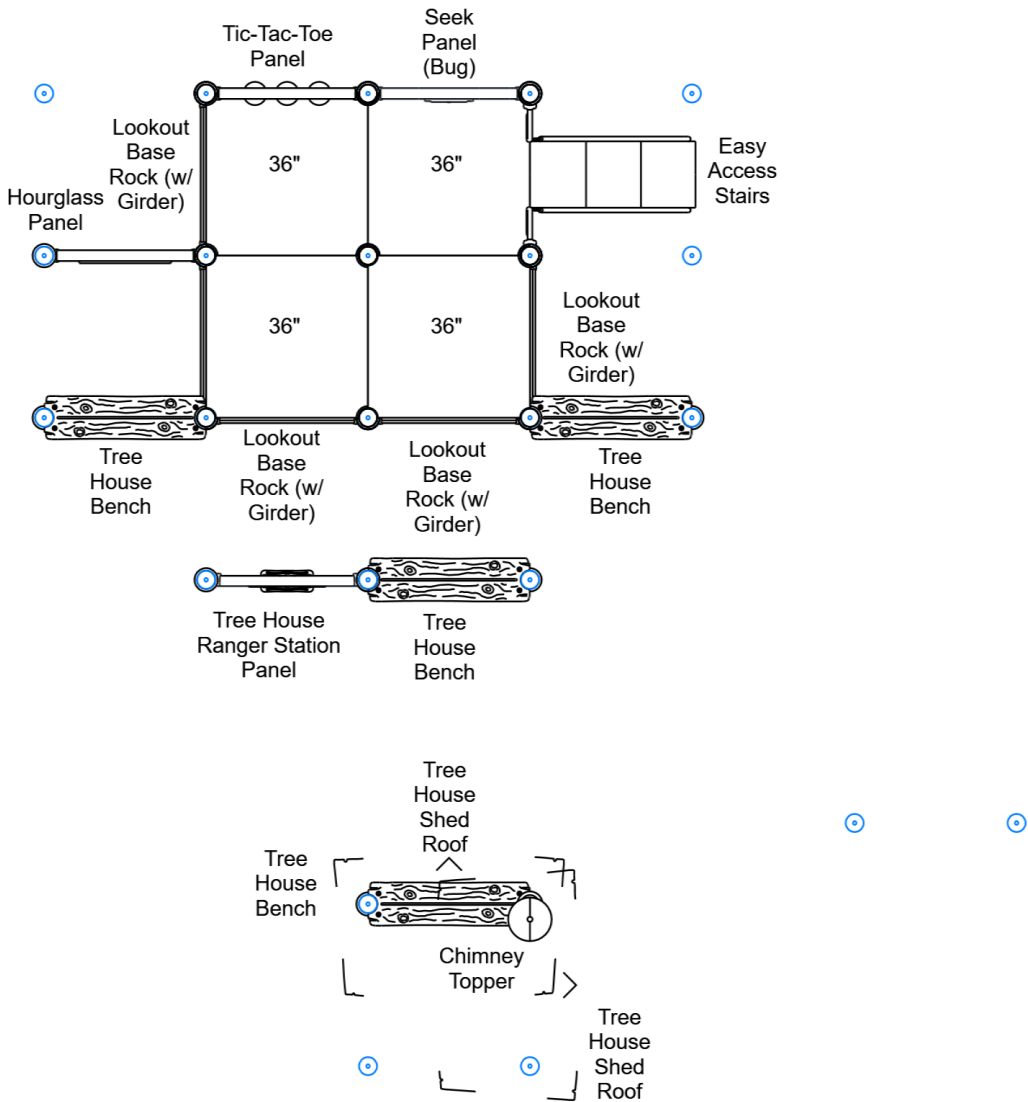 Tic-Tac-Toe
Panel
Seek
Panel
(Bug)
Lookout
Base
Rock (w/
Girder)
36"
36"
Easy
Access
Stairs
Hourglass
Panel
36"
36"
Lookout
Base
Rock (w/
Girder)
Tree
House
Bench
Lookout
Base
Rock (w/
Girder)
Lookout
Base
Rock (w/
Girder)
Tree
House
Bench
Tree House
Ranger Station
Panel
Tree
House
Bench
Tree
House
Shed
Roof
Tree
House
Bench
Chimney
Topper
Tree
House
Shed
Roof